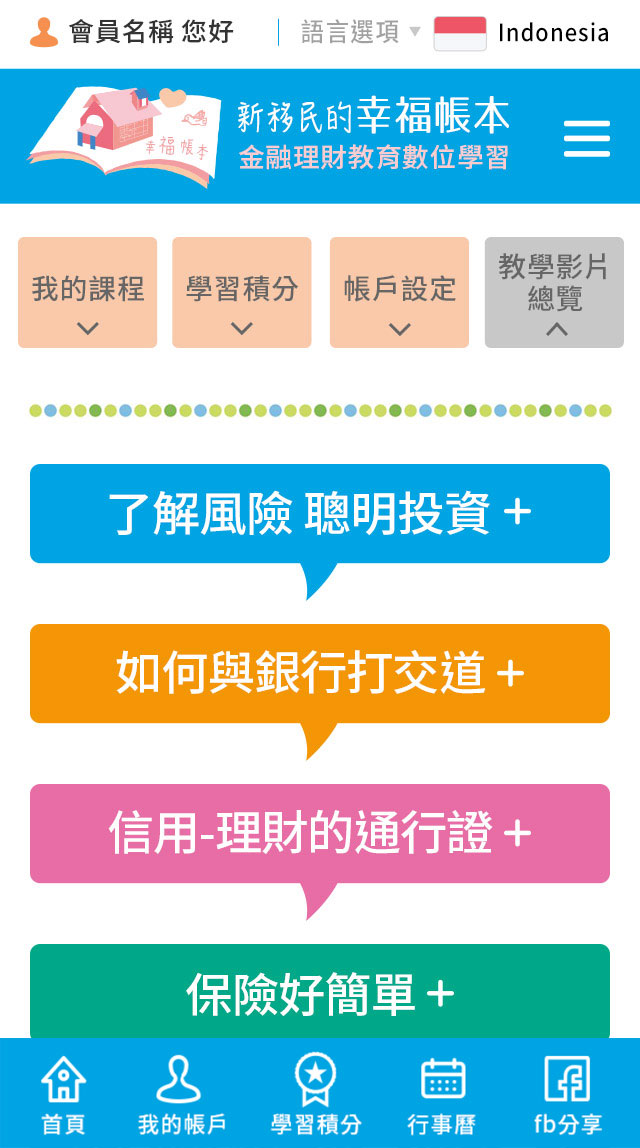 會員名稱 您好
語言選項 ▼
Indonesia
幸福帳本
新移民的幸福帳本
金融理財教育數位學習
我的課程
學習積分
帳戶設定
教學影片
總覽
了解風險 聰明投資 +
如何與銀行打交道 +
信用-理財的通行證 +
保險好簡單 +
首頁
我的帳戶
學習積分
行事曆
fb分享